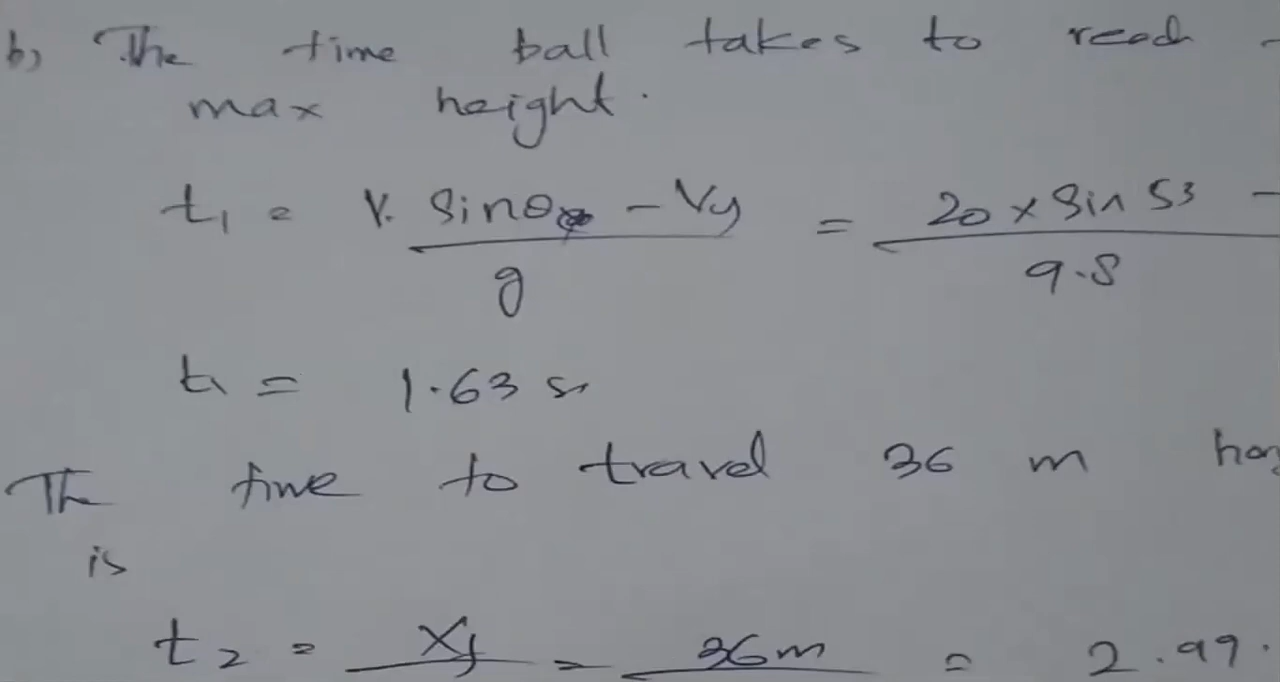 b) The time ball takes to reach
max height.
t₁ = V. Sinθ - Vy = 20 × Sin 53 -
g 9.8
t₁ = 1.63 s
The time to travel 36 m
is
t₂ = Xf = 36m = 2.99.